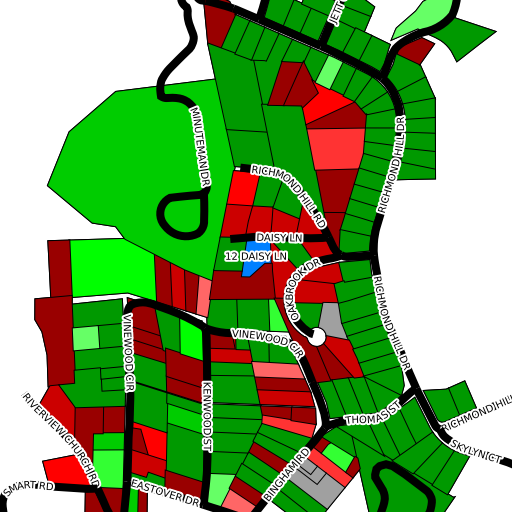 JETT
MINUTEMAN DR
RICHMOND HILL DR
RICHMOND HILL RD
DAISY LN
12 DAISY LN
OAKBROOK DR
RICHMOND HILL DR
VINEWOOD CIR
VINEWOOD CIR
KENWOOD ST
RIVERVIEW CHURCH RD
THOMAS ST
RICHMOND HILL
SKYLYN CT
BINGHAM RD
SMART RD
EASTOVER DR